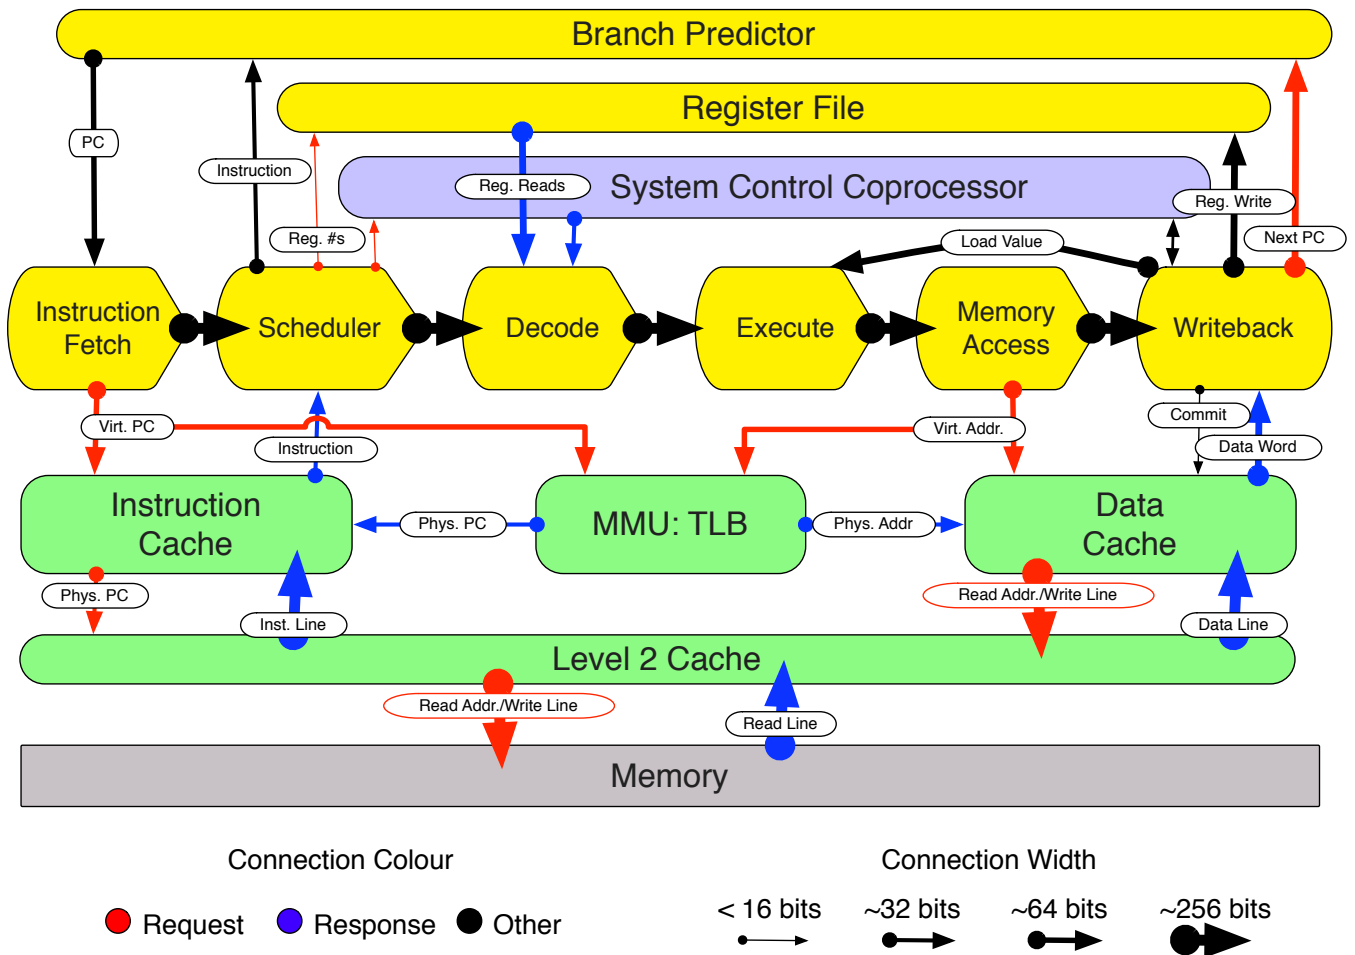 Branch Predictor
Register File
PC
Instruction
Reg. Reads
System Control Coprocessor
Reg. Write
Reg. #s
Load Value
Next PC
Instruction
Fetch
Scheduler
Decode
Execute
Memory
Access
Writeback
Virt. PC
Instruction
Virt. Addr.
Commit
Data Word
Instruction
Cache
Phys. PC
MMU: TLB
Phys. Addr
Data
Cache
Phys. PC
Inst. Line
Read Addr./Write Line
Data Line
Level 2 Cache
Read Addr./Write Line
Read Line
Memory
Connection Colour
Connection Width
Request
Response
Other
< 16 bits
~32 bits
~64 bits
~256 bits